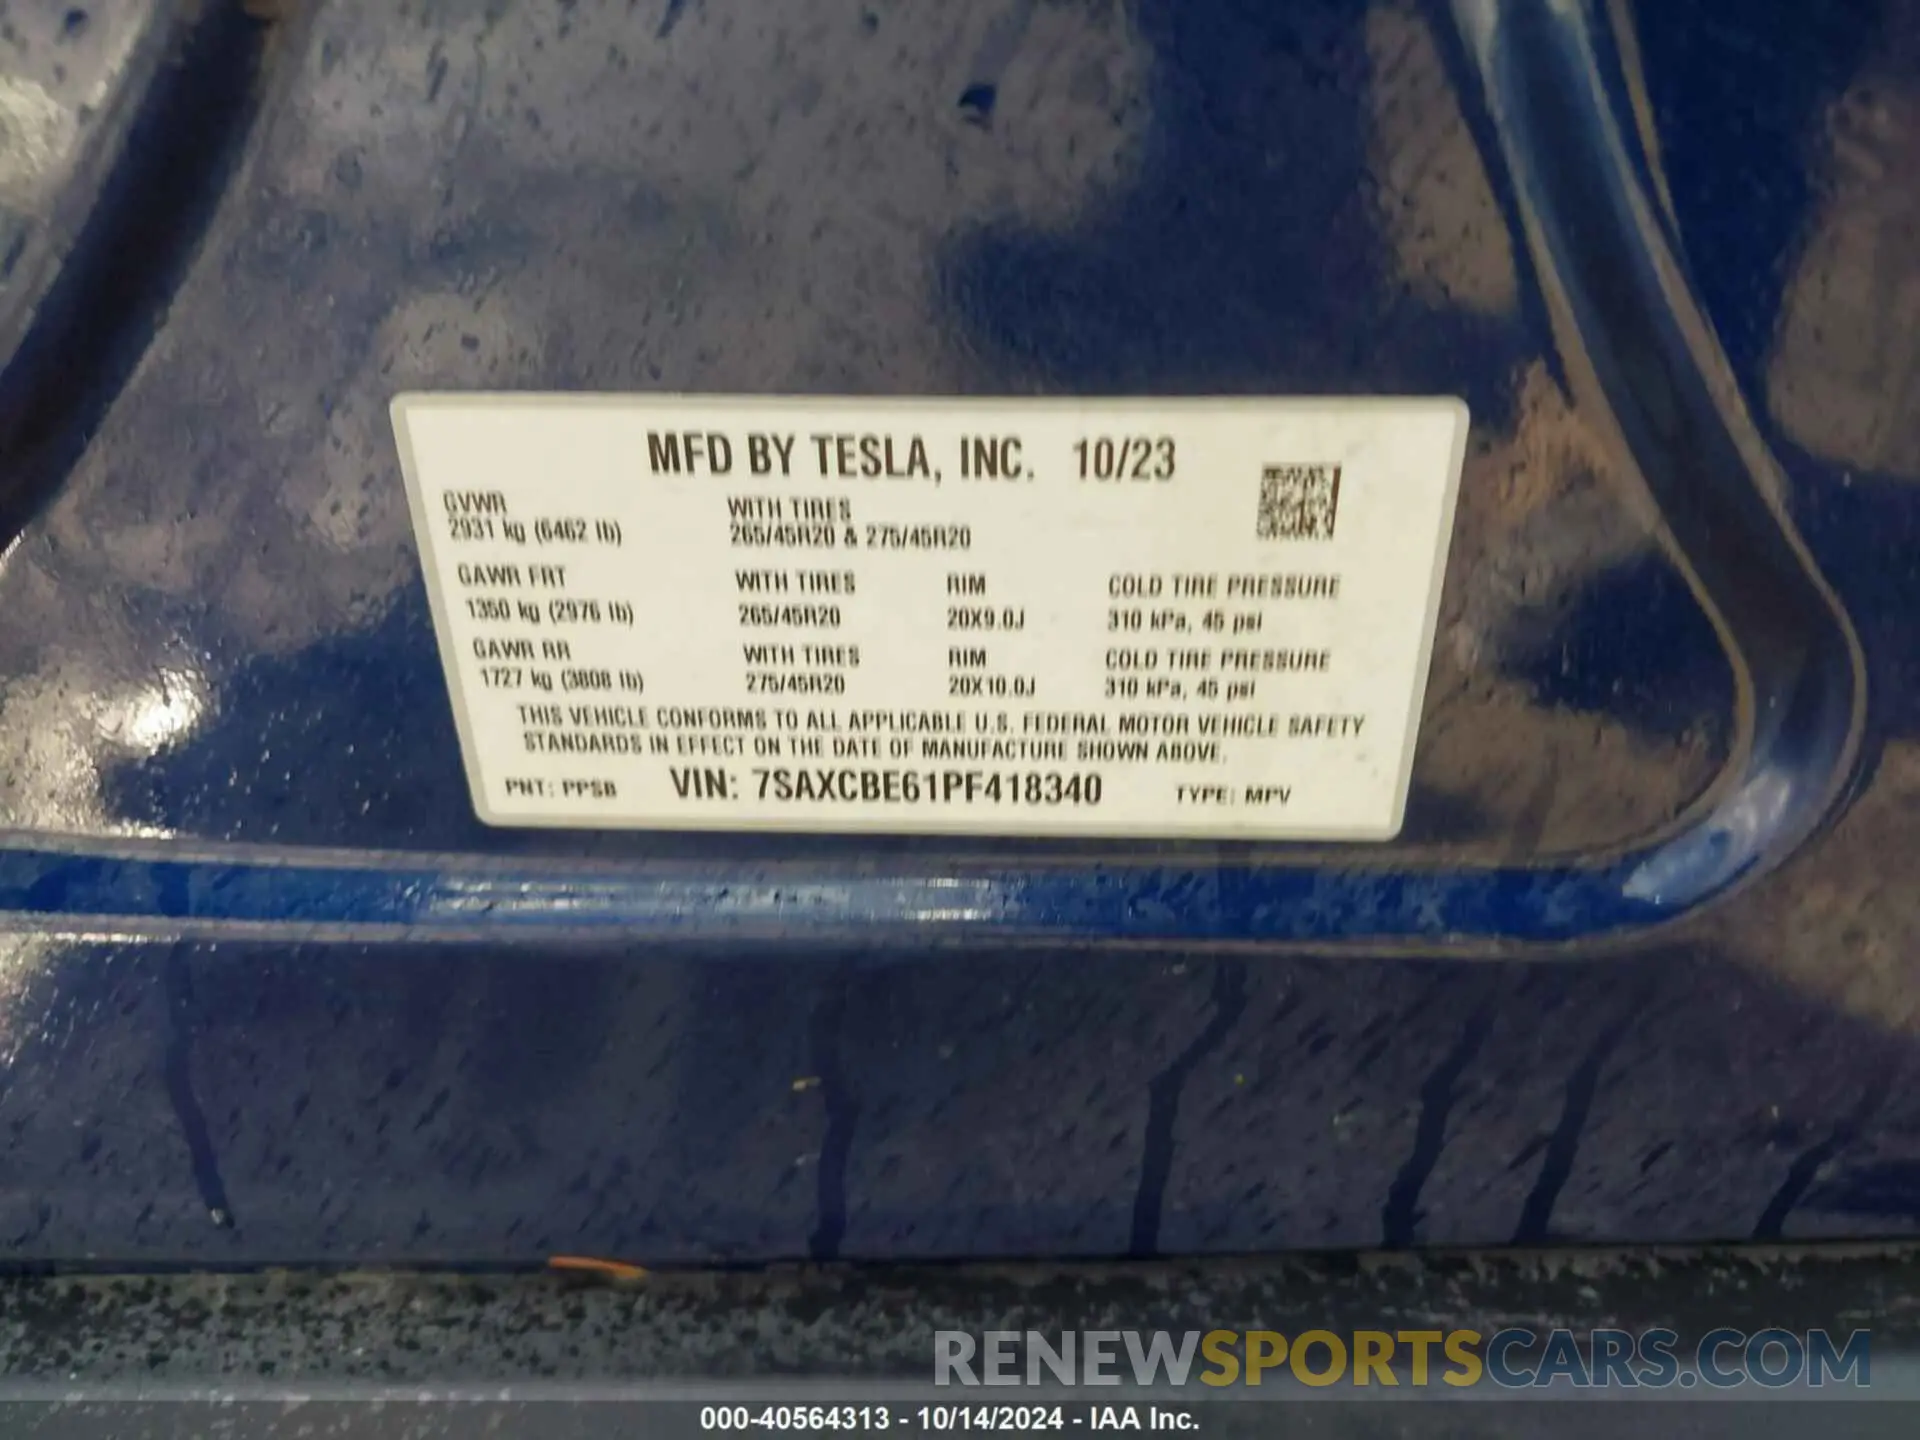 MFD BY TESLA, INC. 10/23
GVWR WITH TIRES
2931 kg (6462 lb) 265/45R20 & 275/45R20
GAWR FRT WITH TIRES RIM COLD TIRE PRESSURE
1350 kg (2976 lb) 265/45R20 20X9.0J 310 kPa, 45 psi
GAWR RR WITH TIRES RIM COLD TIRE PRESSURE
1727 kg (3808 lb) 275/45R20 20X10.0J 310 kPa, 45 psi
THIS VEHICLE CONFORMS TO ALL APPLICABLE U.S. FEDERAL MOTOR VEHICLE SAFETY
STANDARDS IN EFFECT ON THE DATE OF MANUFACTURE SHOWN ABOVE.
PNT: PPSB VIN: 7SAXCBE61PF418340 TYPE: MPV
RENEWSPORTSCARS.COM
000-40564313 - 10/14/2024 - IAA Inc.